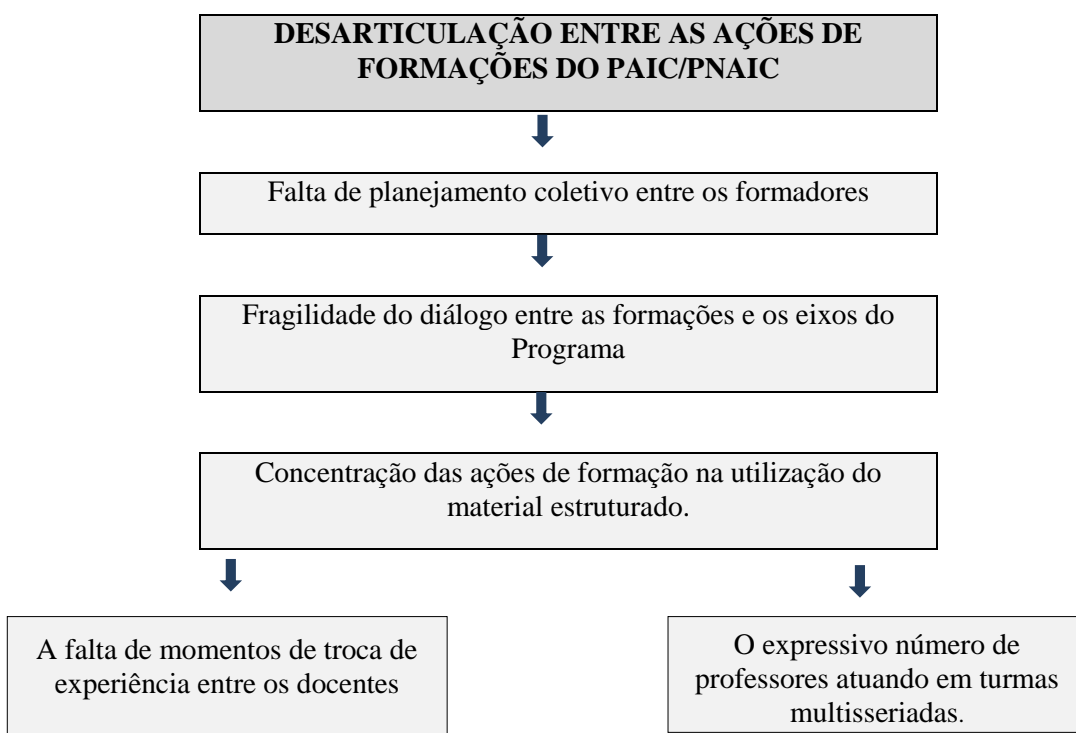 DESARTICULAÇÃO ENTRE AS AÇÕES DE
FORMAÇÕES DO PAIC/PNAIC
Falta de planejamento coletivo entre os formadores
Fragilidade do diálogo entre as formações e os eixos do
Programa
Concentração das ações de formação na utilização do
material estruturado.
A falta de momentos de troca de
experiência entre os docentes
O expressivo número de
professores atuando em turmas
multisseriadas.